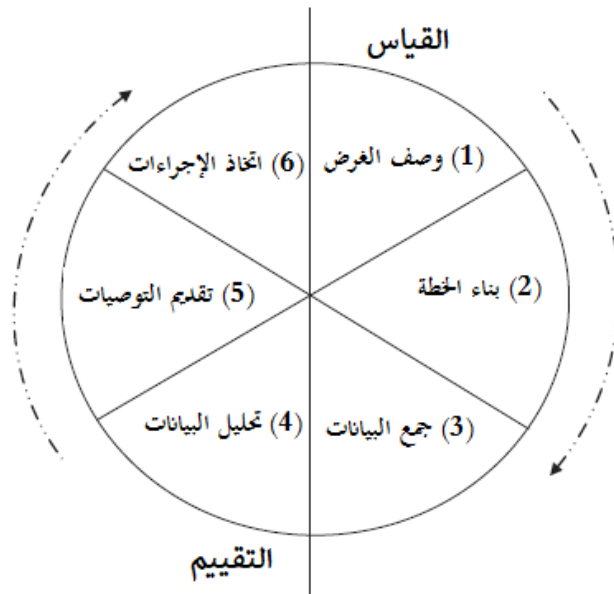 القياس
(1) وصف الغرض
(2) بناء الخطة
(3) جمع البيانات
(4) تحليل البيانات
(5) تقديم التوصيات
(6) اتخاذ الإجراءات
التقييم